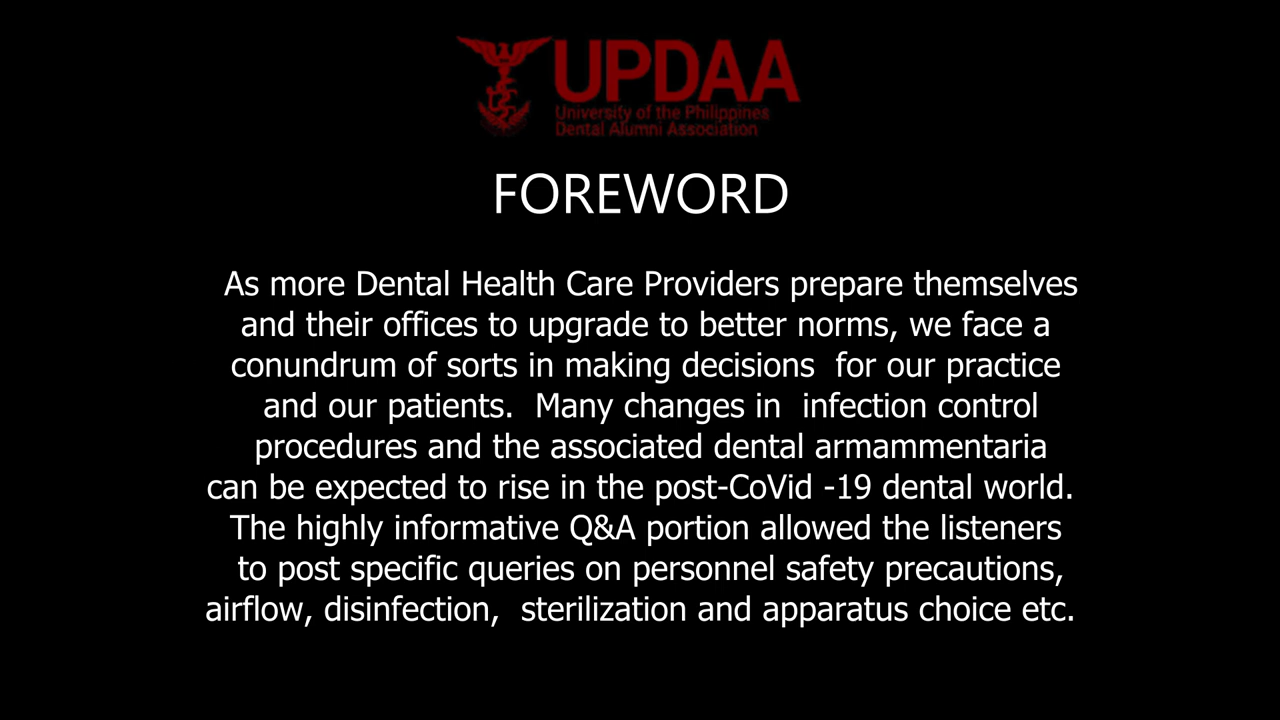 UPDAA
University of the Philippines
Dental Alumni Association
FOREWORD
As more Dental Health Care Providers prepare themselves
and their offices to upgrade to better norms, we face a
conundrum of sorts in making decisions  for our practice
and our patients.  Many changes in  infection control
procedures and the associated dental armammentaria
can be expected to rise in the post-CoVid -19 dental world.
The highly informative Q&A portion allowed the listeners
to post specific queries on personnel safety precautions,
airflow, disinfection,  sterilization and apparatus choice etc.